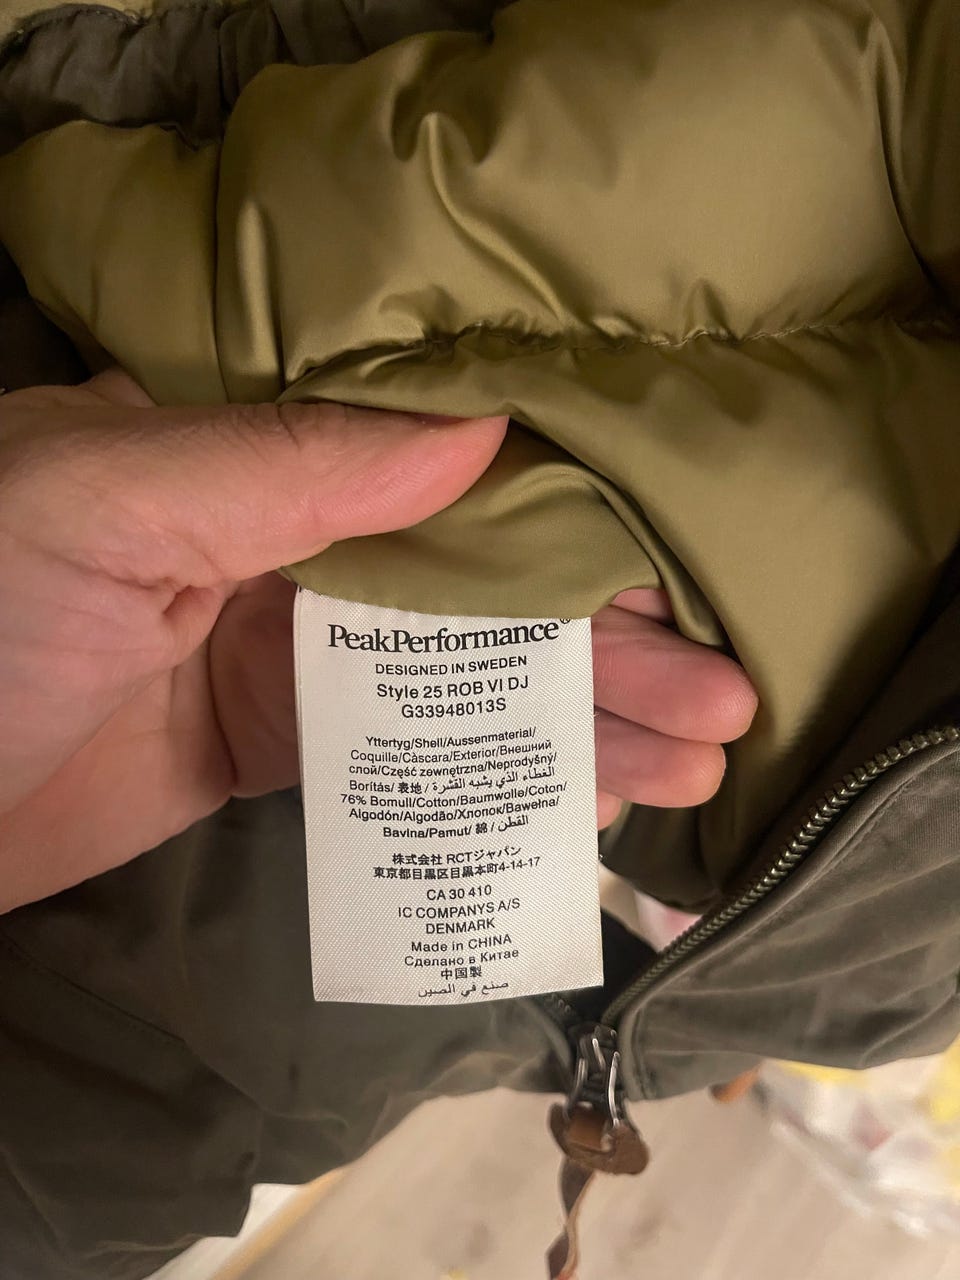 PeakPerformance®
DESIGNED IN SWEDEN
Style 25 ROB VI DJ
G33948013S
Yttertyg/Shell/Aussenmaterial/
Coquille/Càscara/Exterior/Внешний
слой/Część zewnętrzna/Neprodyšný/
Borítás/ 表地 / الغطاء الذي يشبه القشرة
76% Bomull/Cotton/Baumwolle/Coton/
Algodón/Algodão/Хлопок/Bawełna/
Bavlna/Pamut/ 綿 / القطن
株式会社 RCTジャパン
東京都目黒区目黒本町4-14-17
CA 30 410
IC COMPANYS A/S
DENMARK
Made in CHINA
Сделано в Китае
中国製
صنع في الصين